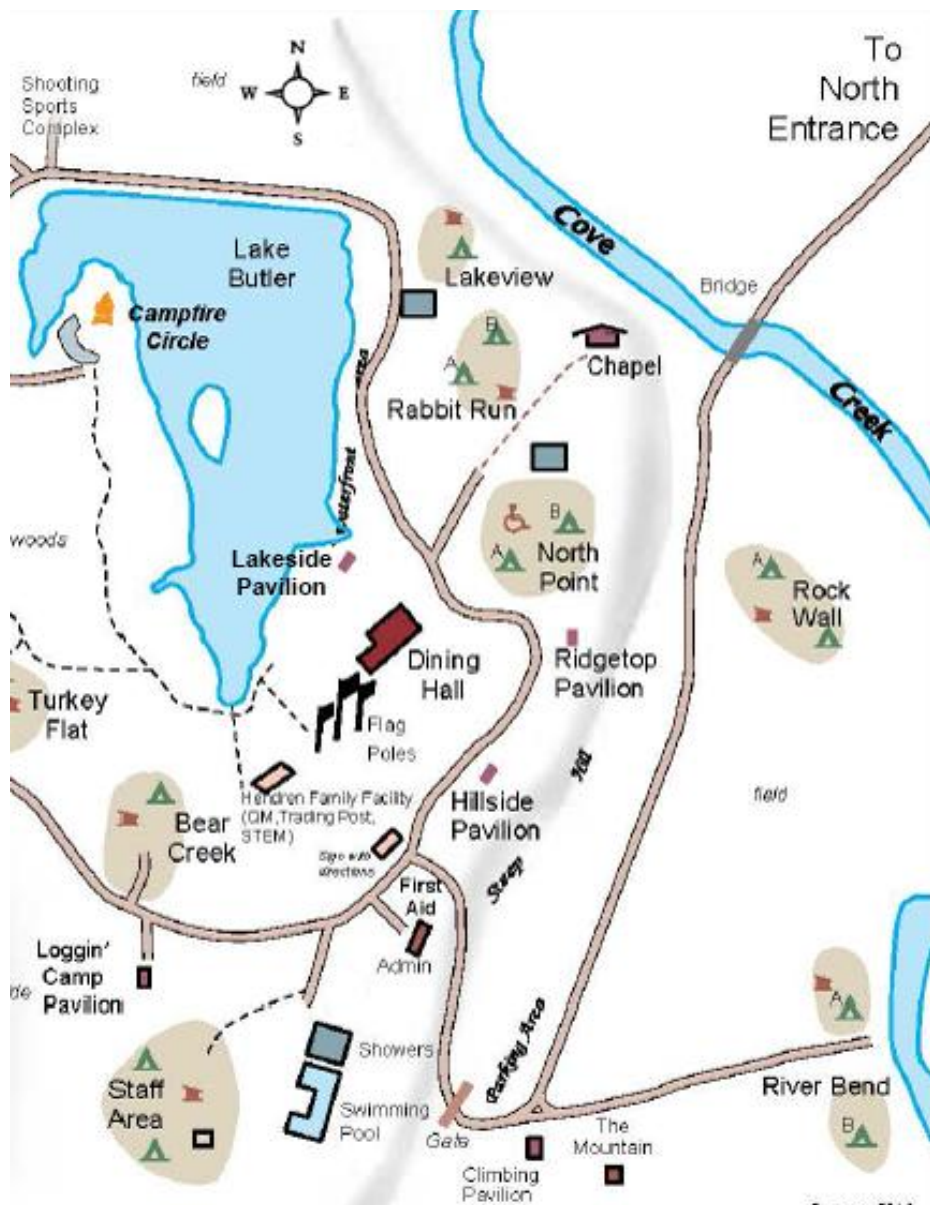 To
North
Entrance
N
W
E
S
field
Shooting
Sports
Complex
Cove
Creek
Bridge
Lake
Butler
Campfire
Circle
Lakeview
B
A
Rabbit Run
Chapel
area
Waterfront
woods
Lakeside
Pavilion
B
A
North
Point
A
Rock
Wall
Dining
Hall
Ridgetop
Pavilion
Turkey
Flat
Flag
Poles
Hill
Steep
field
Hendren Family Facility
(QM,Trading Post,
STEM)
Hillside
Pavilion
Bear
Creek
Sign with
directions
First
Aid
Admin
Loggin'
Camp
Pavilion
de
Parking Area
A
River Bend
B
Showers
Swimming
Pool
Staff
Area
Gate
The
Mountain
Climbing
Pavilion